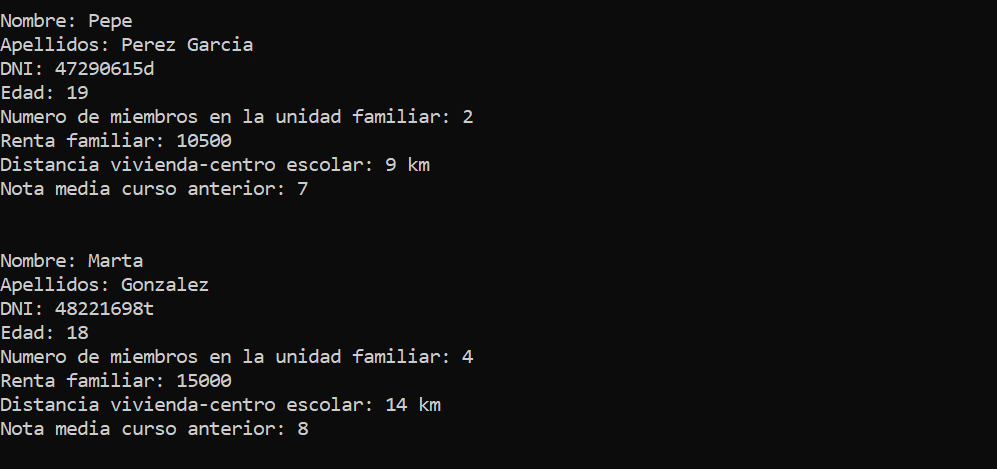 Nombre: Pepe
Apellidos: Perez Garcia
DNI: 47290615d
Edad: 19
Numero de miembros en la unidad familiar: 2
Renta familiar: 10500
Distancia vivienda-centro escolar: 9 km
Nota media curso anterior: 7
Nombre: Marta
Apellidos: Gonzalez
DNI: 48221698t
Edad: 18
Numero de miembros en la unidad familiar: 4
Renta familiar: 15000
Distancia vivienda-centro escolar: 14 km
Nota media curso anterior: 8